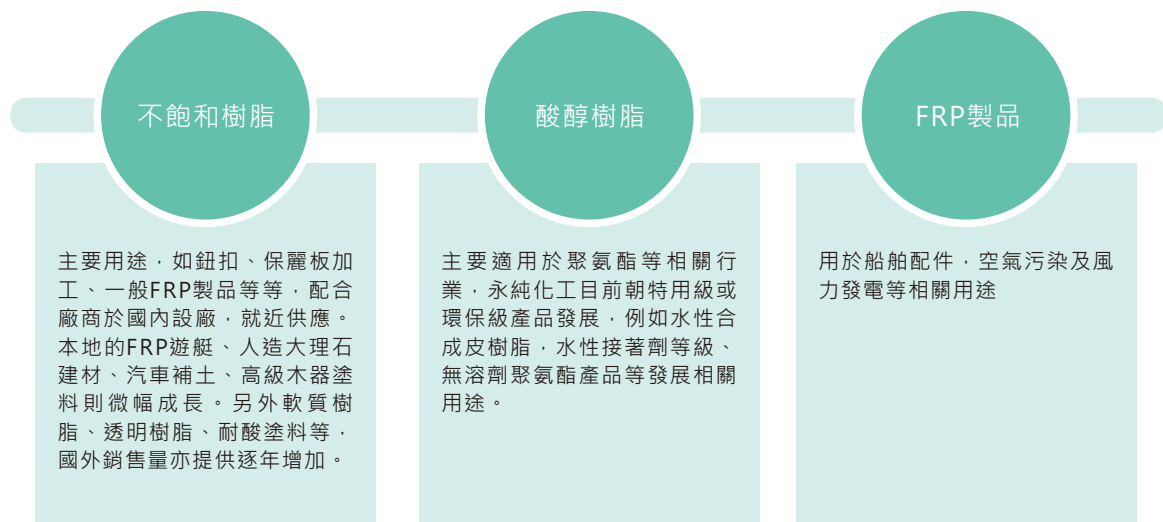 不飽和樹脂
主要用途，如鈕扣、保麗板加
工、一般FRP製品等等，配合
廠商於國內設廠，就近供應。
本地的FRP遊艇、人造大理石
建材、汽車補土、高級木器塗
料則微幅成長。另外軟質樹
脂、透明樹脂、耐酸塗料等，
國外銷售量亦提供逐年增加。
酸醇樹脂
主要適用於聚氨酯等相關行
業，永純化工目前朝特用級或
環保級產品發展，例如水性合
成皮樹脂，水性接著劑等級、
無溶劑聚氨酯產品等發展相關
用途。
FRP製品
用於船舶配件，空氣污染及風
力發電等相關用途